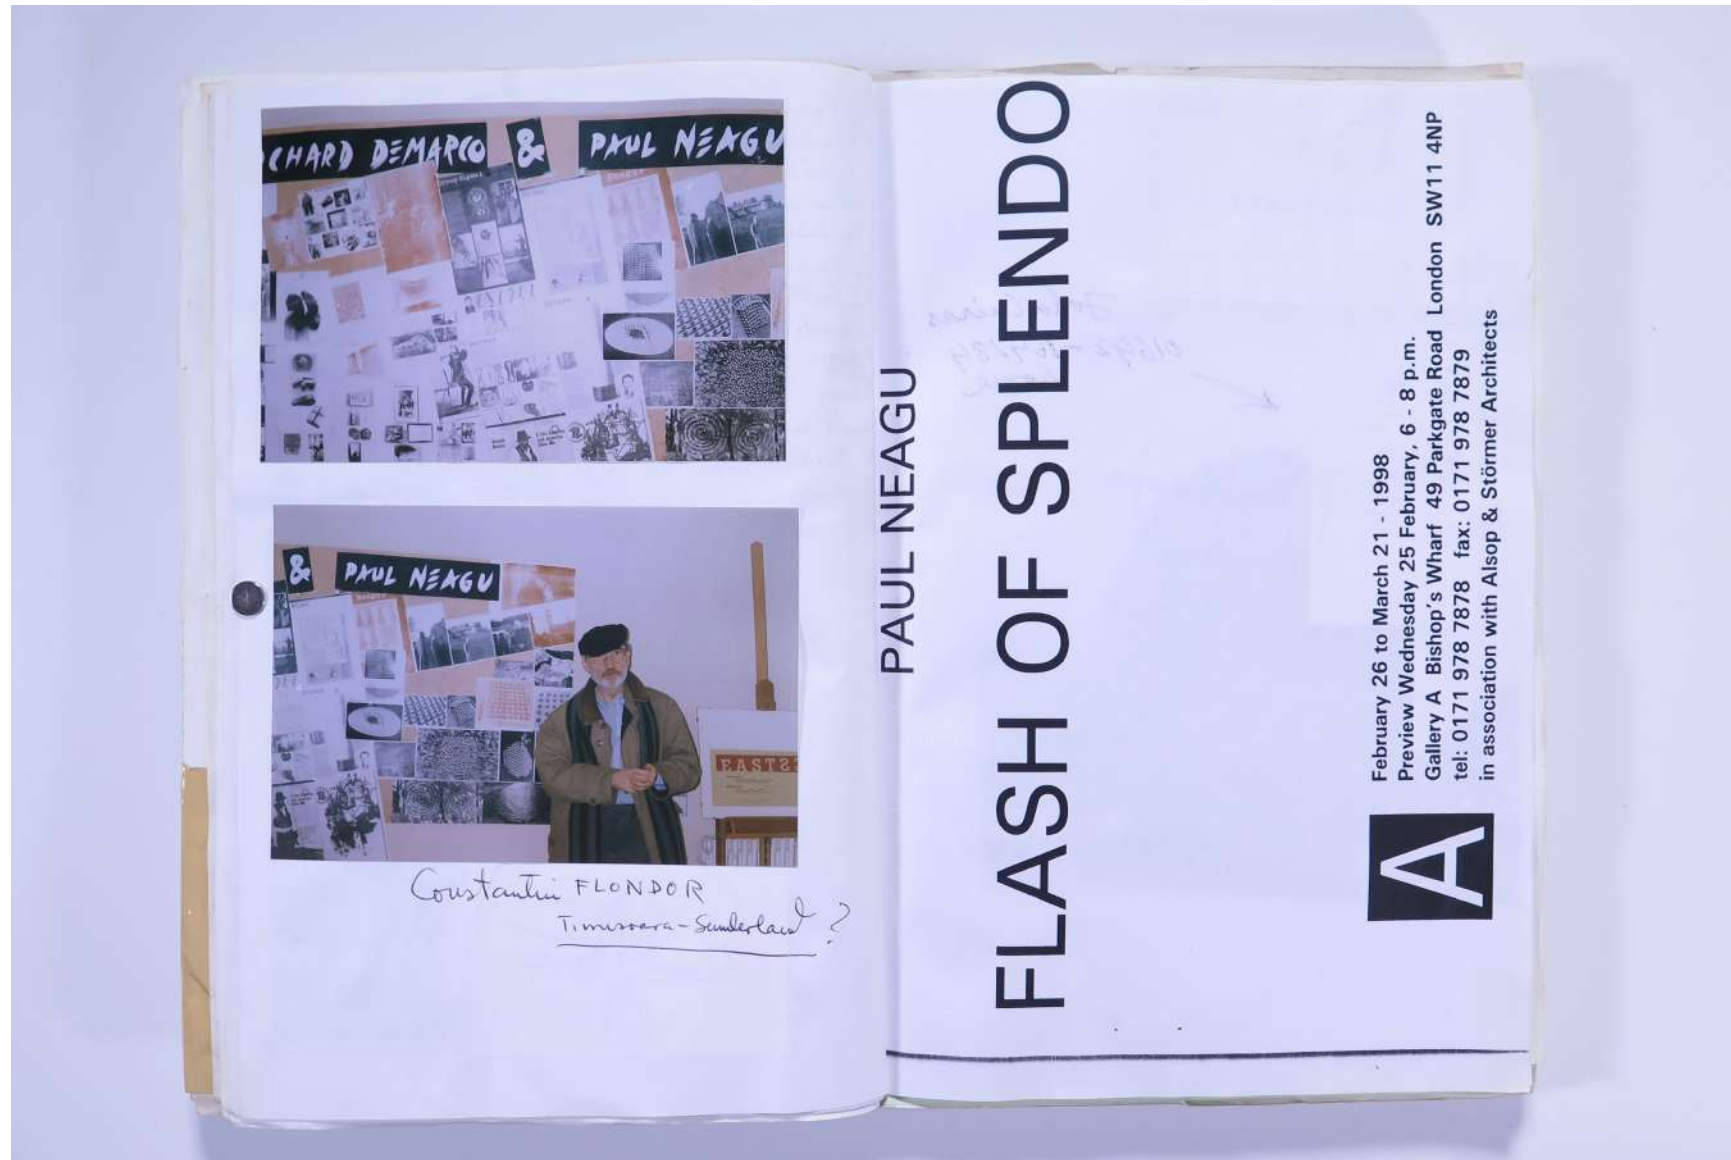 CHARD DEMARCO & PAUL NEAGU
& PAUL NEAGU
EAST
Constantin FLONDOR
Timisoara-Sunderland ?
PAUL NEAGU
FLASH OF SPLENDO
February 26 to March 21 - 1998
Preview Wednesday 25 February, 6 - 8 p.m.
Gallery A Bishop's Wharf 49 Parkgate Road London SW11 4NP
tel: 0171 978 7878 fax: 0171 978 7879
in association with Alsop & Störmer Architects
A